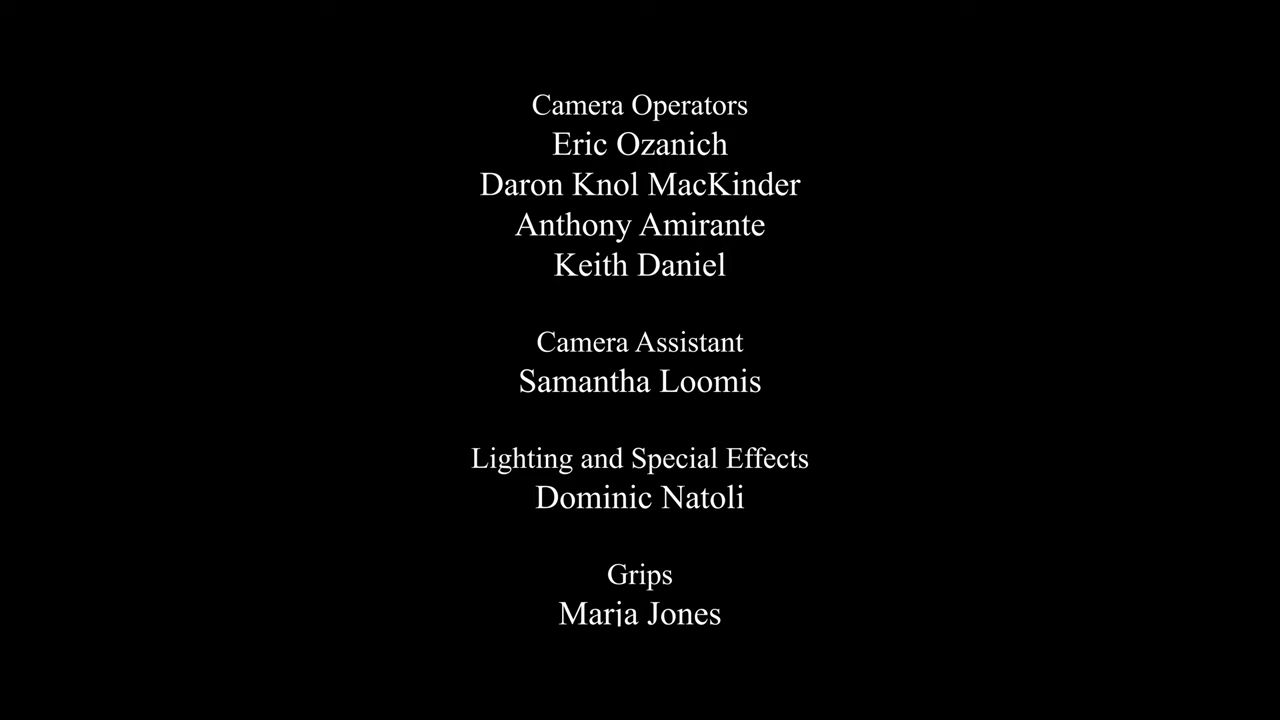 Camera Operators
Eric Ozanich
Daron Knol MacKinder
Anthony Amirante
Keith Daniel
Camera Assistant
Samantha Loomis
Lighting and Special Effects
Dominic Natoli
Grips
Marja Jones